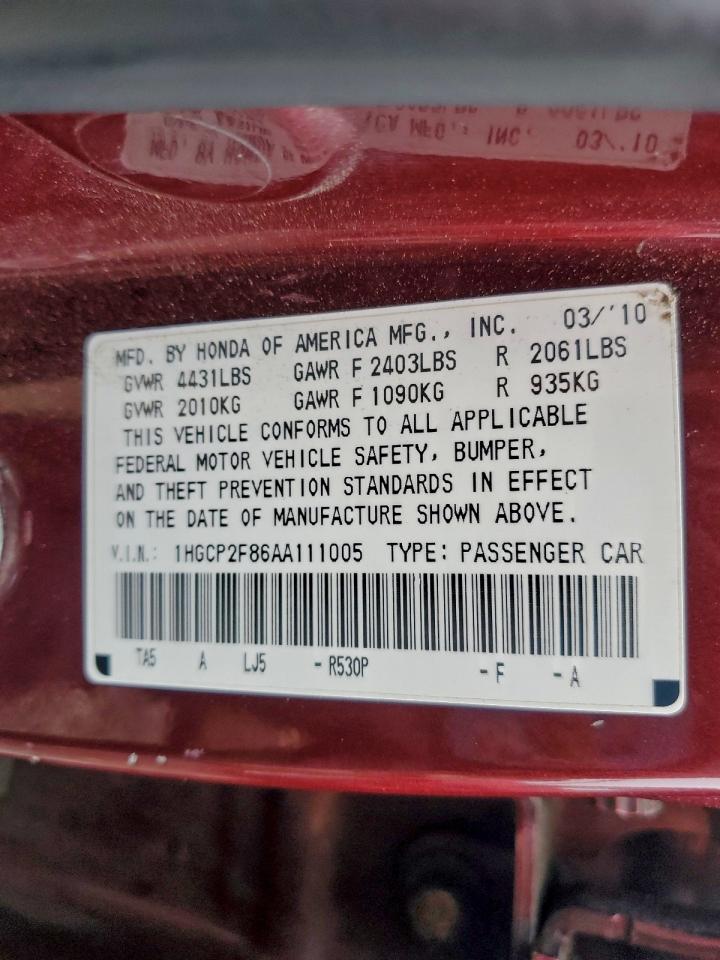 MFD. BY HONDA OF AMERICA MFG., INC. 03/'10
GVWR 4431LBS GAWR F 2403LBS R 2061LBS
GVWR 2010KG GAWR F 1090KG R 935KG
THIS VEHICLE CONFORMS TO ALL APPLICABLE
FEDERAL MOTOR VEHICLE SAFETY, BUMPER,
AND THEFT PREVENTION STANDARDS IN EFFECT
ON THE DATE OF MANUFACTURE SHOWN ABOVE.
V.I.N.: 1HGCP2F86AA111005 TYPE: PASSENGER CAR
TA5 A LJ5 -R530P -F -A